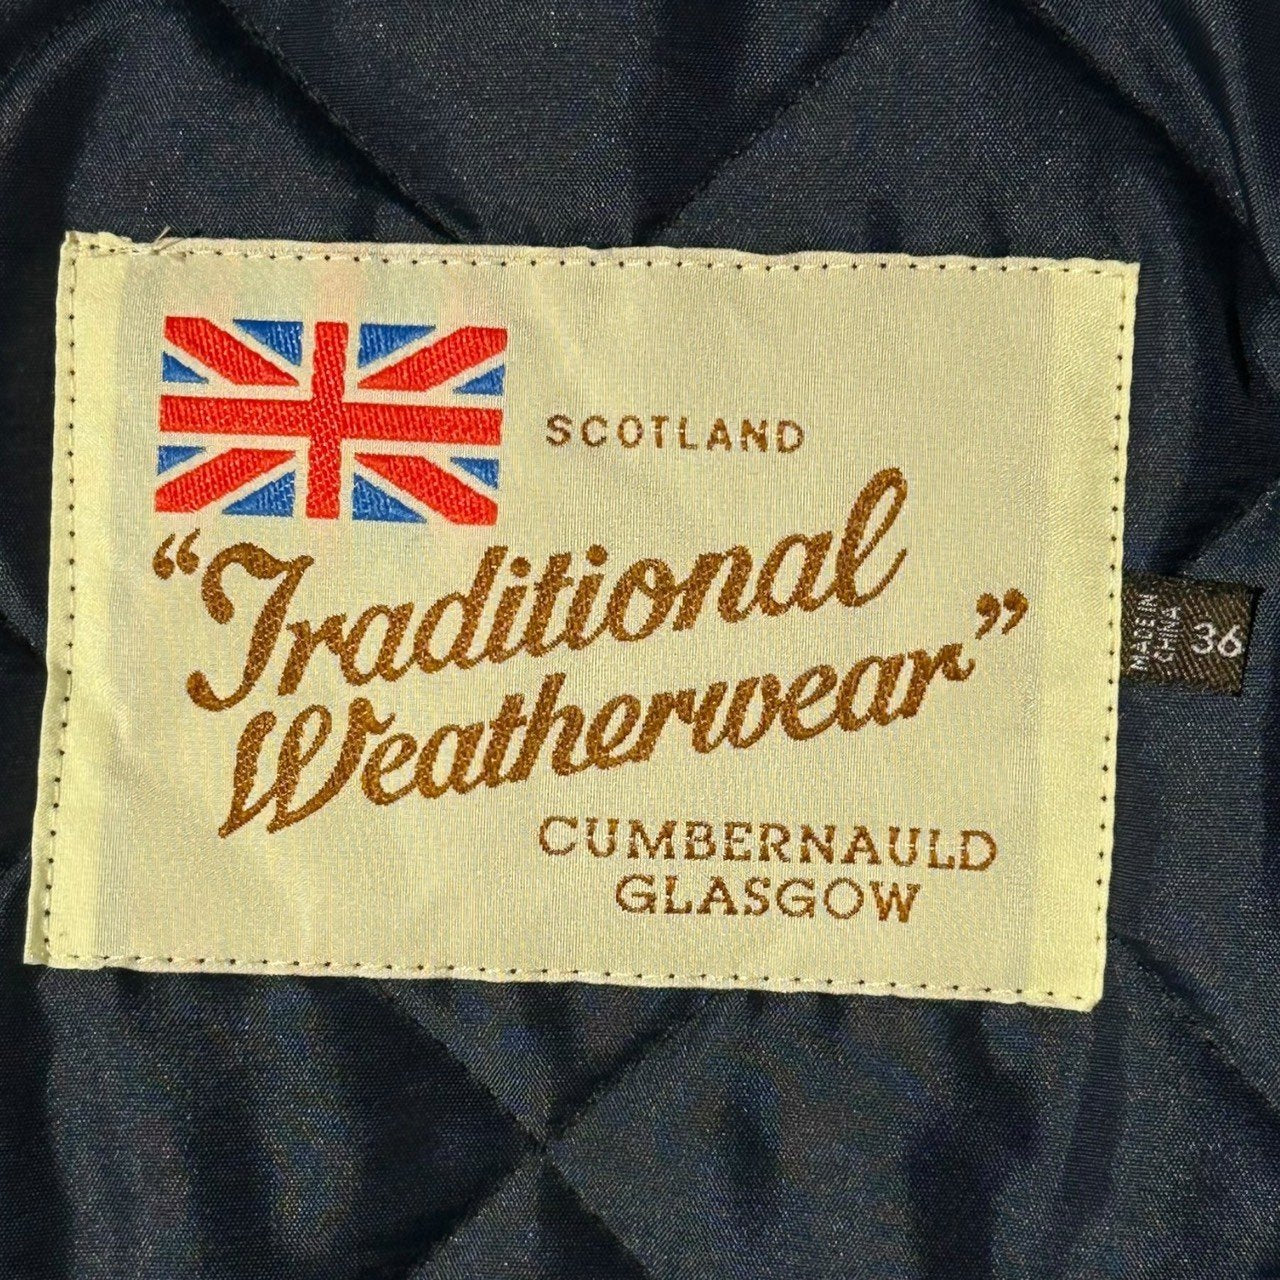 SCOTLAND
“Traditional
Weatherwear”
CUMBERNAULD
GLASGOW
MADE IN
CHINA
36